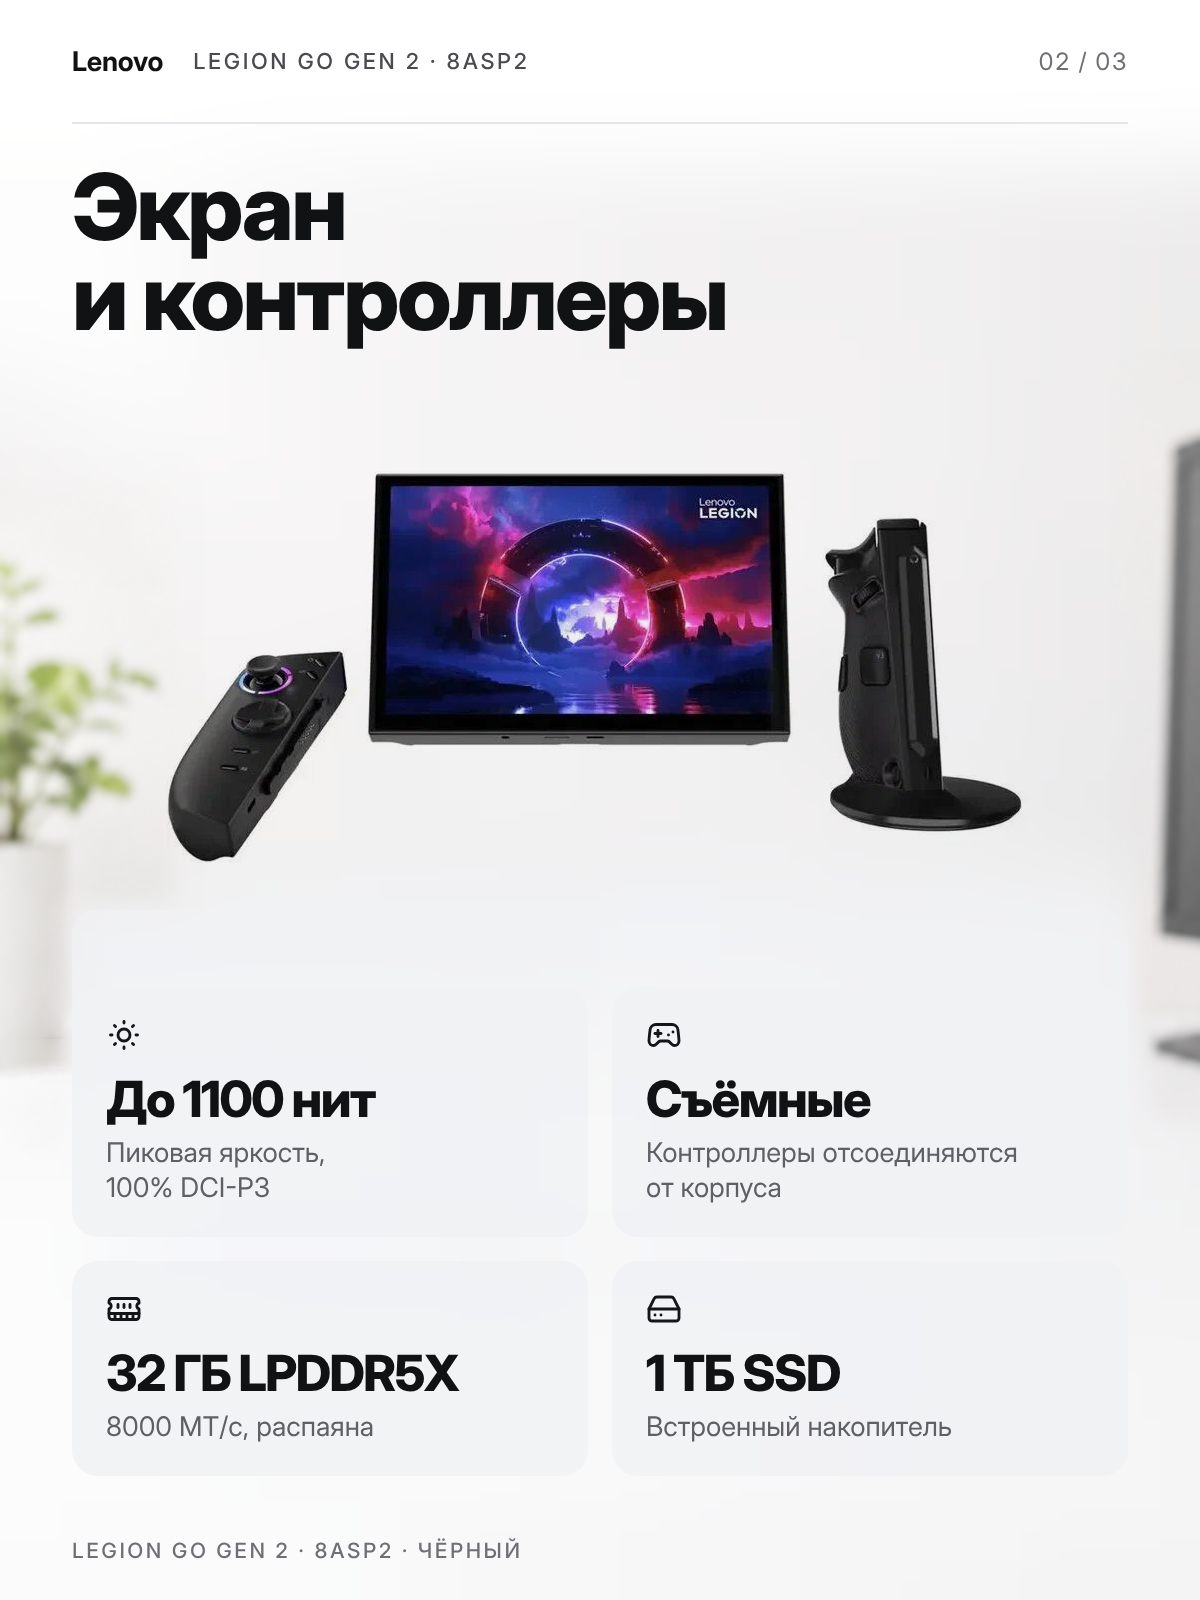 Lenovo LEGION GO GEN 2 · 8ASP2 02 / 03
Экран
и контроллеры
Lenovo
LEGION
До 1100 нит
Пиковая яркость,
100% DCI-P3
Съёмные
Контроллеры отсоединяются
от корпуса
32 ГБ LPDDR5X
8000 МТ/с, распаяна
1 ТБ SSD
Встроенный накопитель
LEGION GO GEN 2 · 8ASP2 · ЧЁРНЫЙ